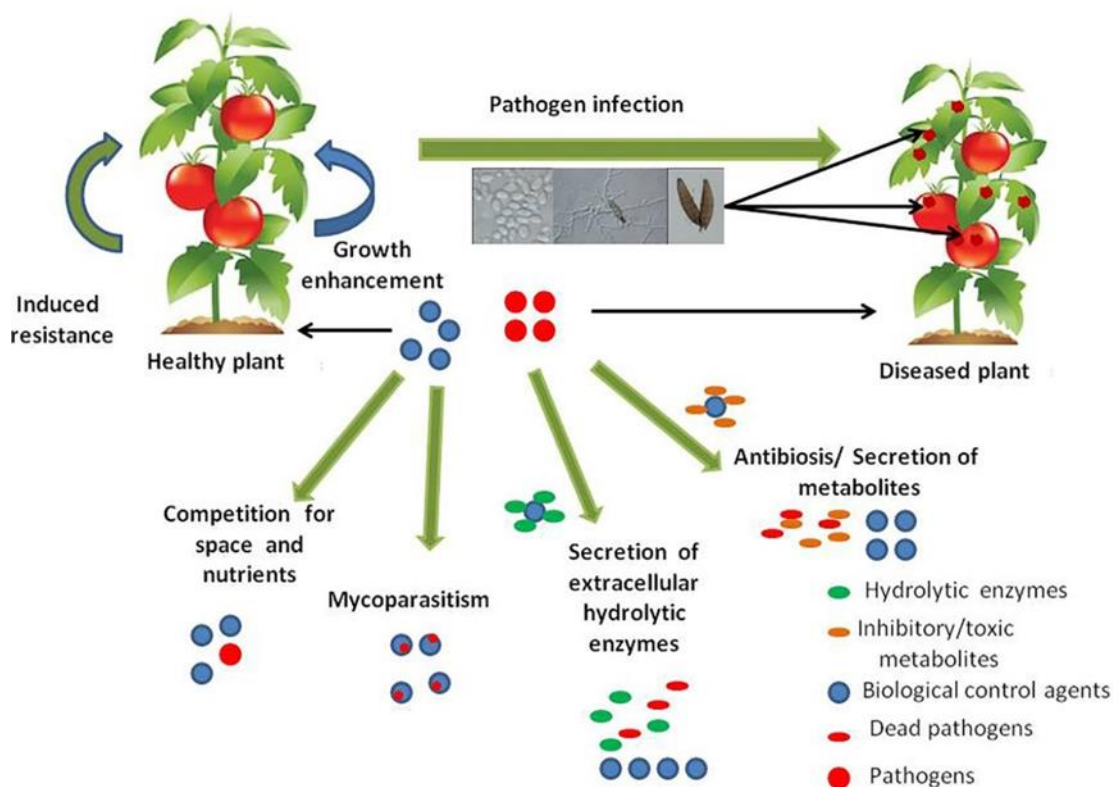 Pathogen infection
Growth
enhancement
Induced
resistance
Healthy plant
Diseased plant
Antibiosis/ Secretion of
metabolites
Competition for
space and
nutrients
Mycoparasitism
Secretion of
extracellular
hydrolytic
enzymes
Hydrolytic enzymes
Inhibitory/toxic
metabolites
Biological control agents
Dead pathogens
Pathogens